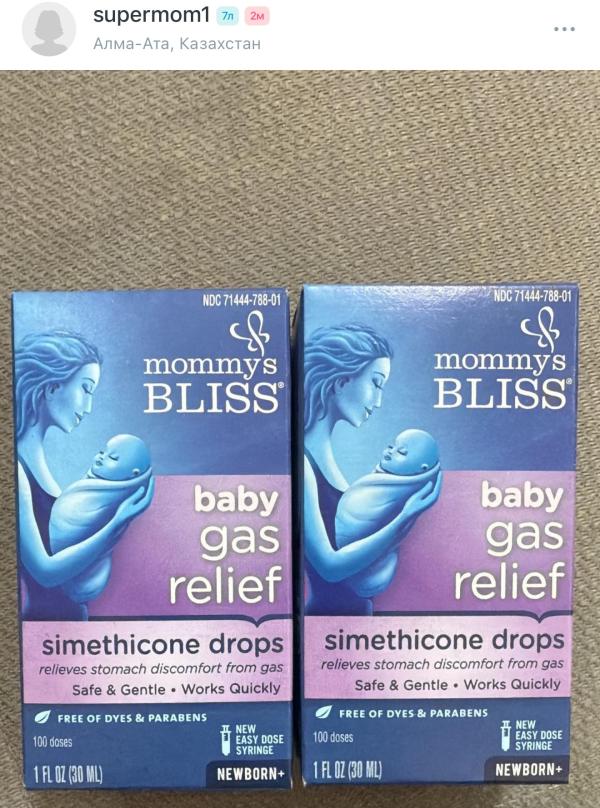 supermom1 7л 2м
Алма-Ата, Казахстан
NDC 71444-788-01
mommy's
BLISS®
baby
gas
relief
simethicone drops
relieves stomach discomfort from gas
Safe & Gentle • Works Quickly
FREE OF DYES & PARABENS
100 doses
NEW
EASY DOSE
SYRINGE
1 FL OZ (30 ML)
NEWBORN+
NDC 71444-788-01
mommy's
BLISS®
baby
gas
relief
simethicone drops
relieves stomach discomfort from gas
Safe & Gentle • Works Quickly
FREE OF DYES & PARABENS
100 doses
NEW
EASY DOSE
SYRINGE
1 FL OZ (30 ML)
NEWBORN+